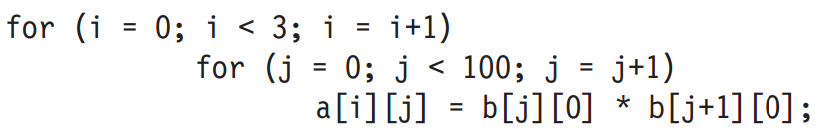 for (i = 0; i < 3; i = i+1)
for (j = 0; j < 100; j = j+1)
a[i][j] = b[j][0] * b[j+1][0];